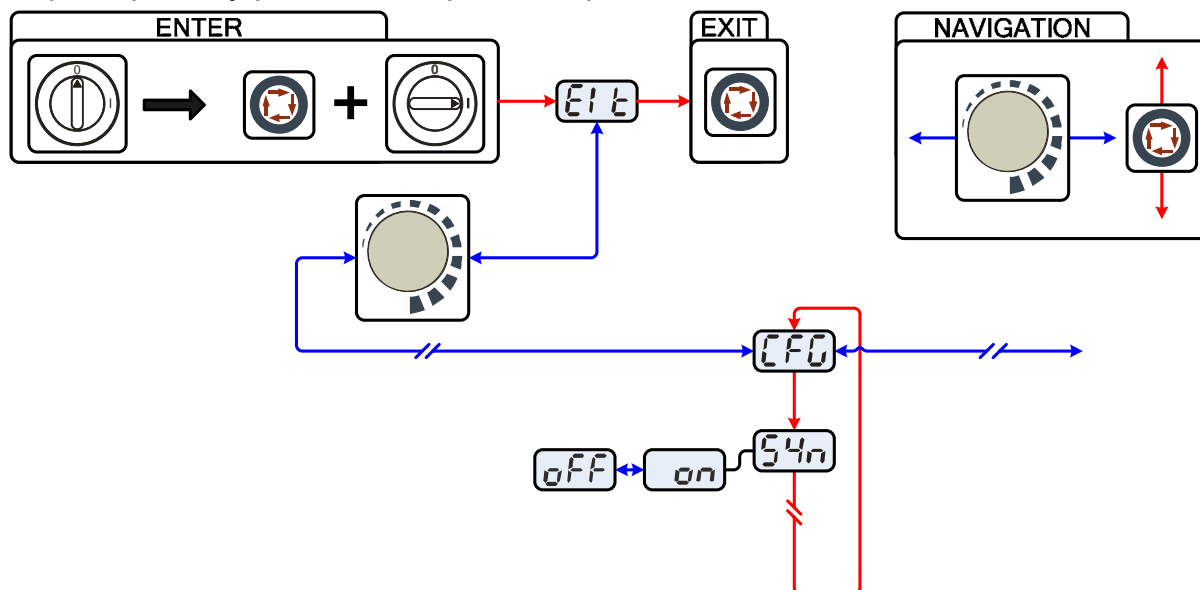 ENTER
EXIT
NAVIGATION
0
I
0
I
EIt
CFG
SYn
oFF
on